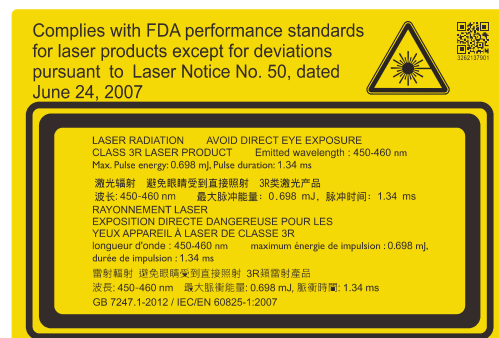 Complies with FDA performance standards
for laser products except for deviations
pursuant to Laser Notice No. 50, dated
June 24, 2007
3262137901
LASER RADIATION AVOID DIRECT EYE EXPOSURE
CLASS 3R LASER PRODUCT Emitted wavelength : 450-460 nm
Max. Pulse energy: 0.698 mJ, Pulse duration: 1.34 ms
激光辐射 避免眼睛受到直接照射 3R类激光产品
波长: 450-460 nm 最大脉冲能量: 0.698 mJ, 脉冲时间: 1.34 ms
RAYONNEMENT LASER
EXPOSITION DIRECTE DANGEREUSE POUR LES
YEUX APPAREIL À LASER DE CLASSE 3R
longueur d'onde : 450-460 nm maximum énergie de impulsion : 0.698 mJ,
durée de impulsion : 1.34 ms
雷射輻射 避免眼睛受到直接照射 3R類雷射產品
波長: 450-460 nm 最大脈衝能量: 0.698 mJ, 脈衝時間: 1.34 ms
GB 7247.1-2012 / IEC/EN 60825-1:2007